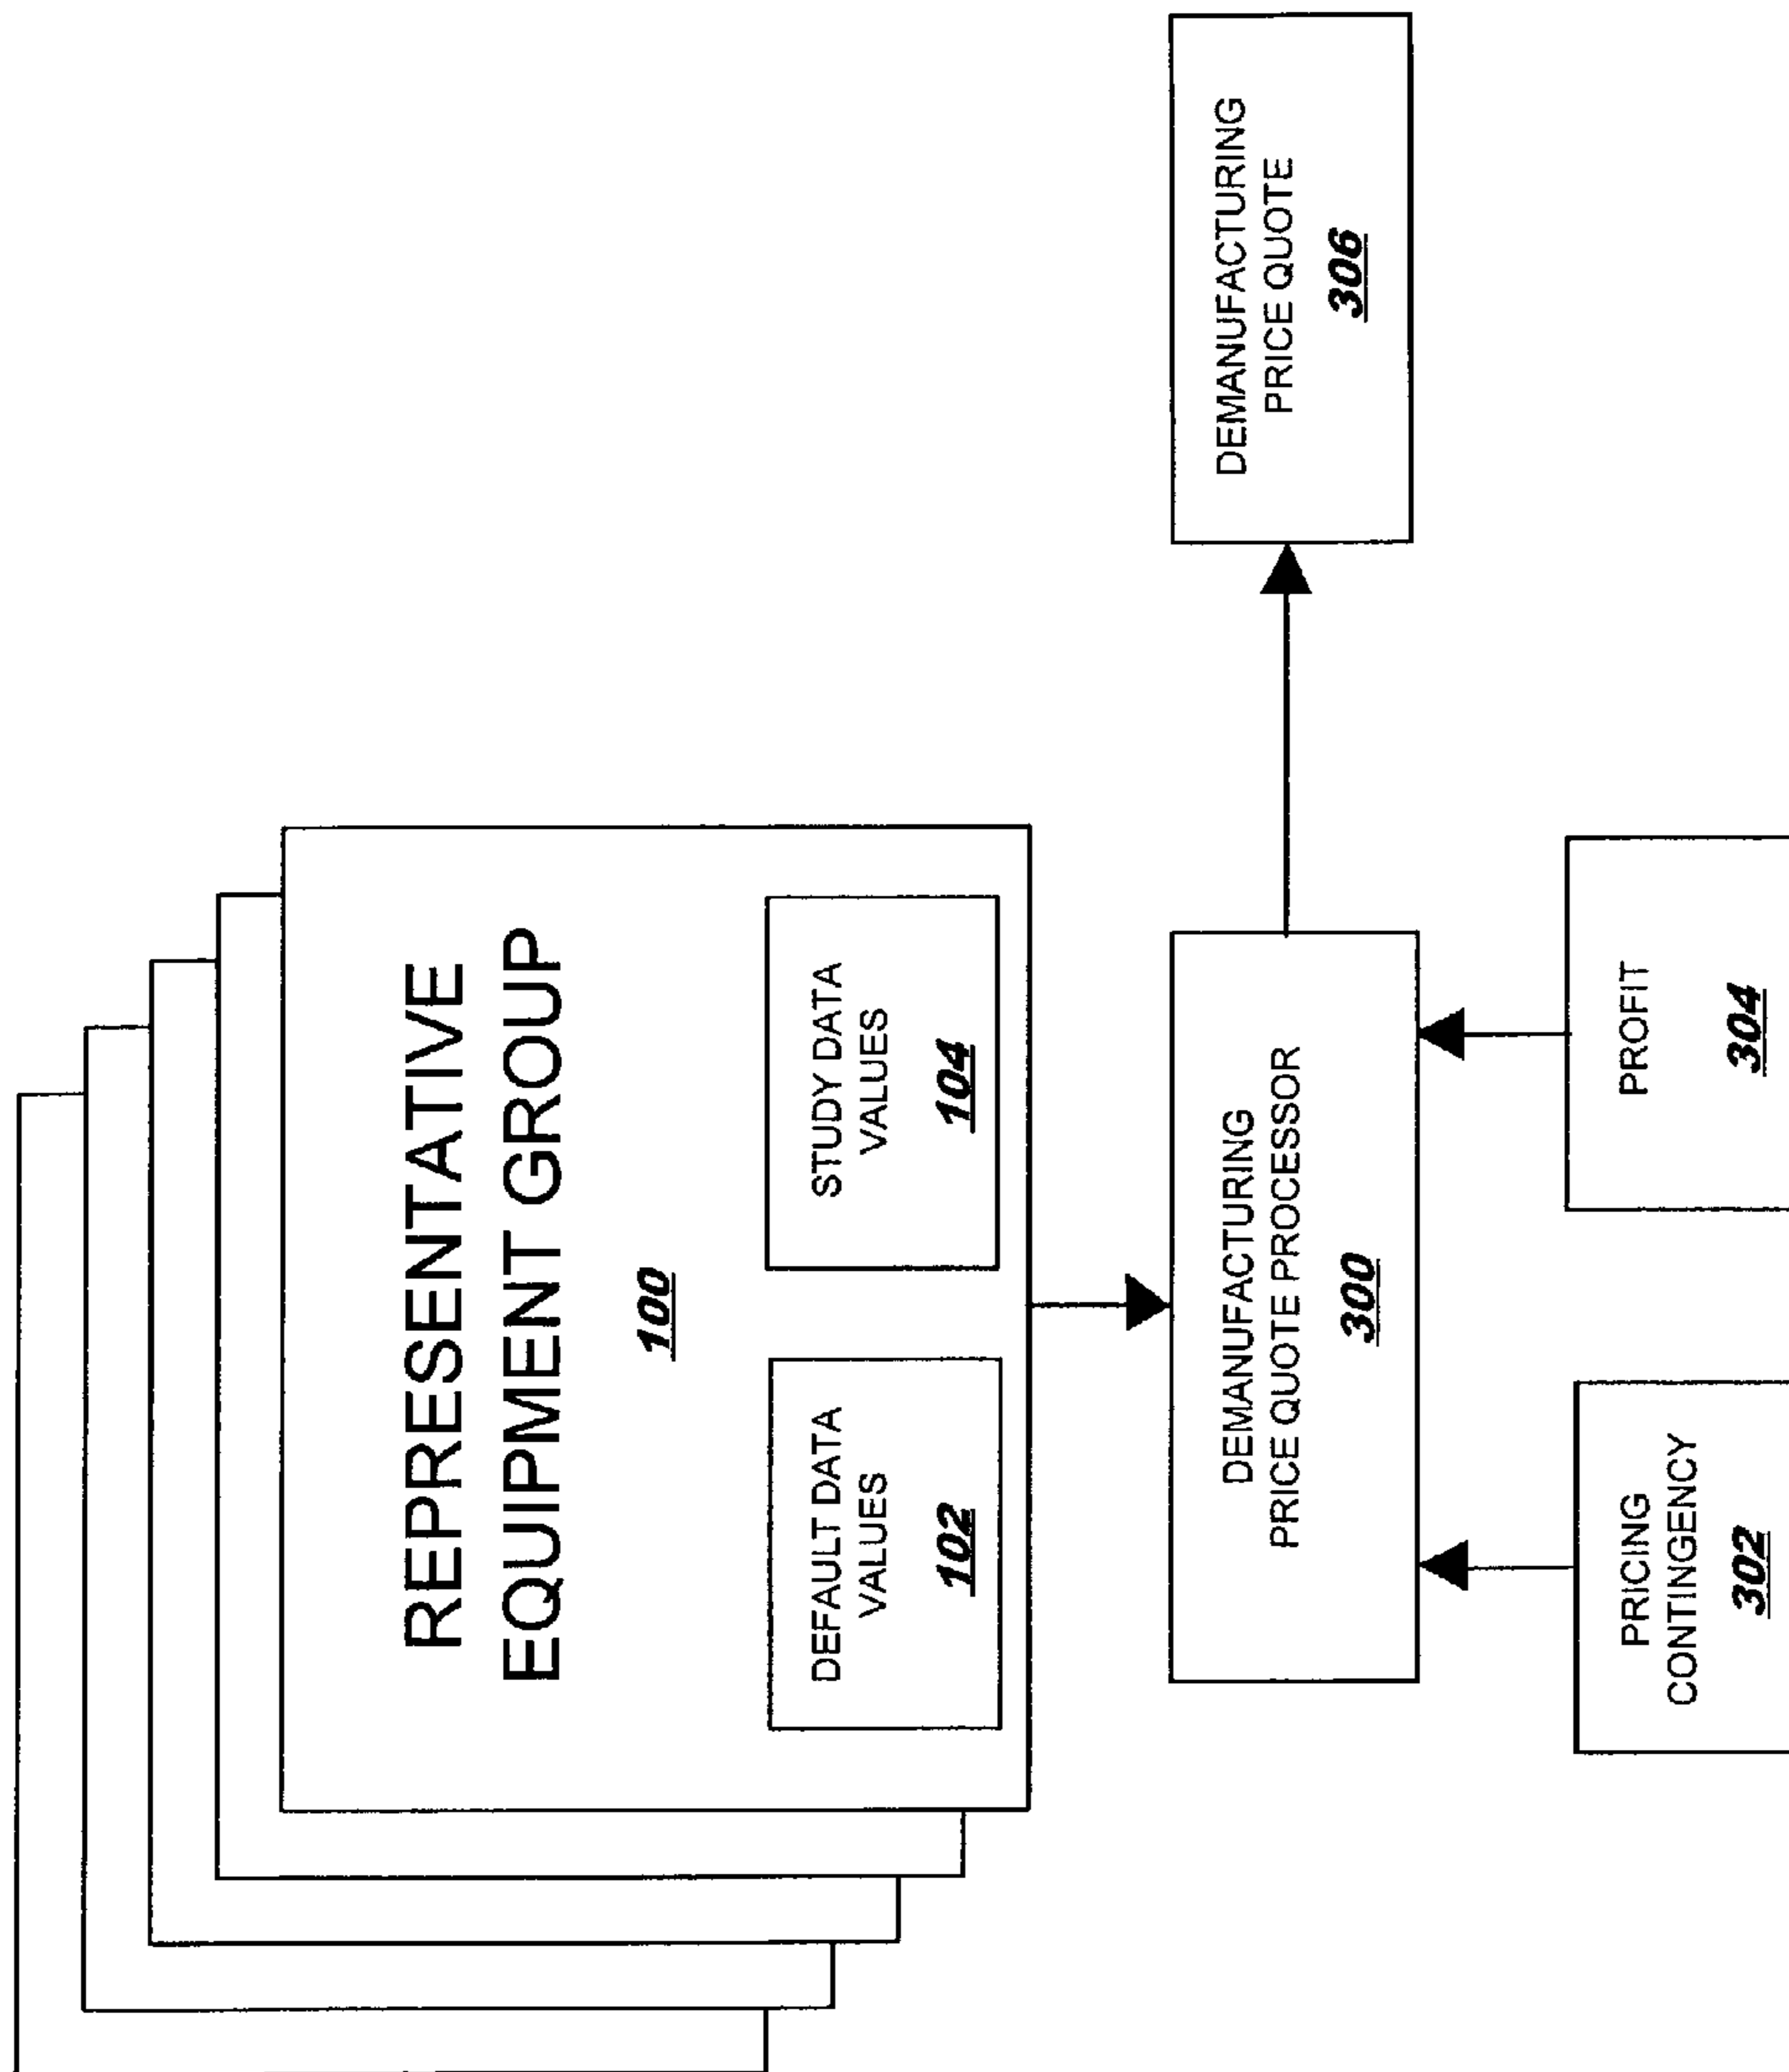 REPRESENTATIVE
EQUIPMENT GROUP
100
DEFAULT DATA
VALUES
102
STUDY DATA
VALUES
104
DEMANUFACTURING
PRICE QUOTE PROCESSOR
300
DEMANUFACTURING
PRICE QUOTE
306
PRICING
CONTINGENCY
302
PROFIT
304